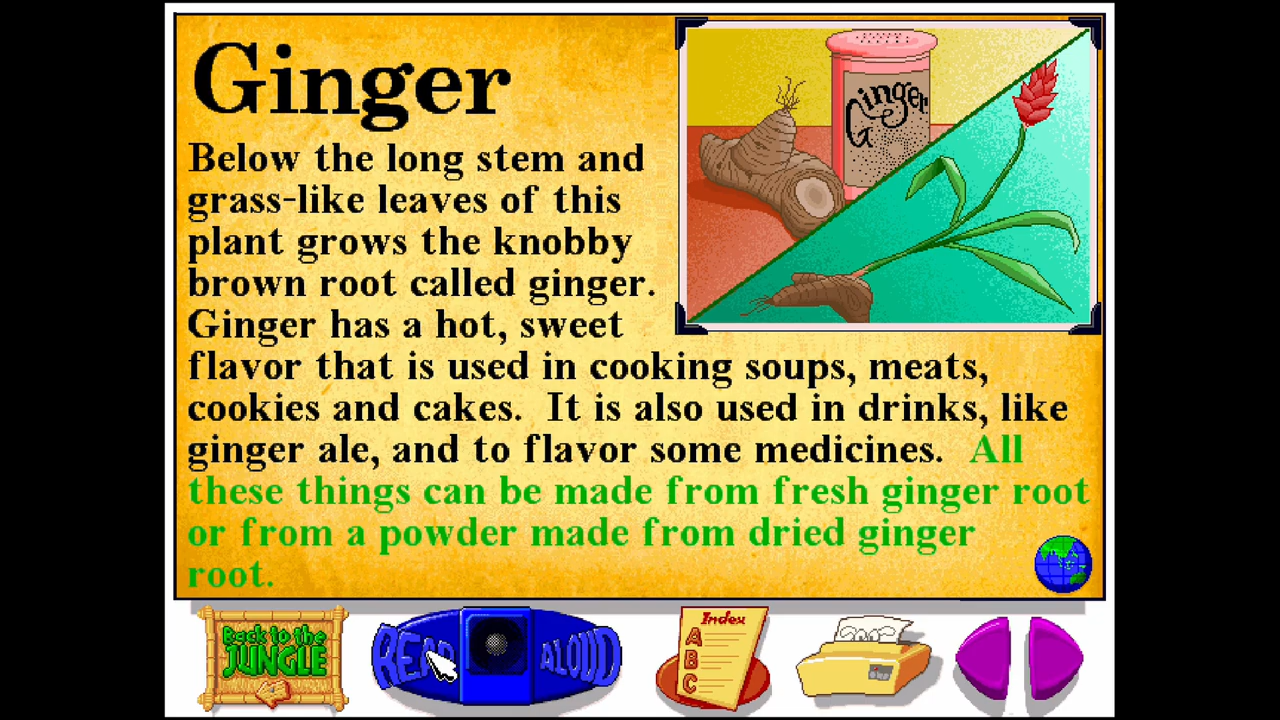 Ginger
Below the long stem and
grass-like leaves of this
plant grows the knobby
brown root called ginger.
Ginger has a hot, sweet
flavor that is used in cooking soups, meats,
cookies and cakes.  It is also used in drinks, like
ginger ale, and to flavor some medicines.  All
these things can be made from fresh ginger root
or from a powder made from dried ginger
root.
Ginger
Back to the
JUNGLE
READ ALOUD
Index
A
B
C